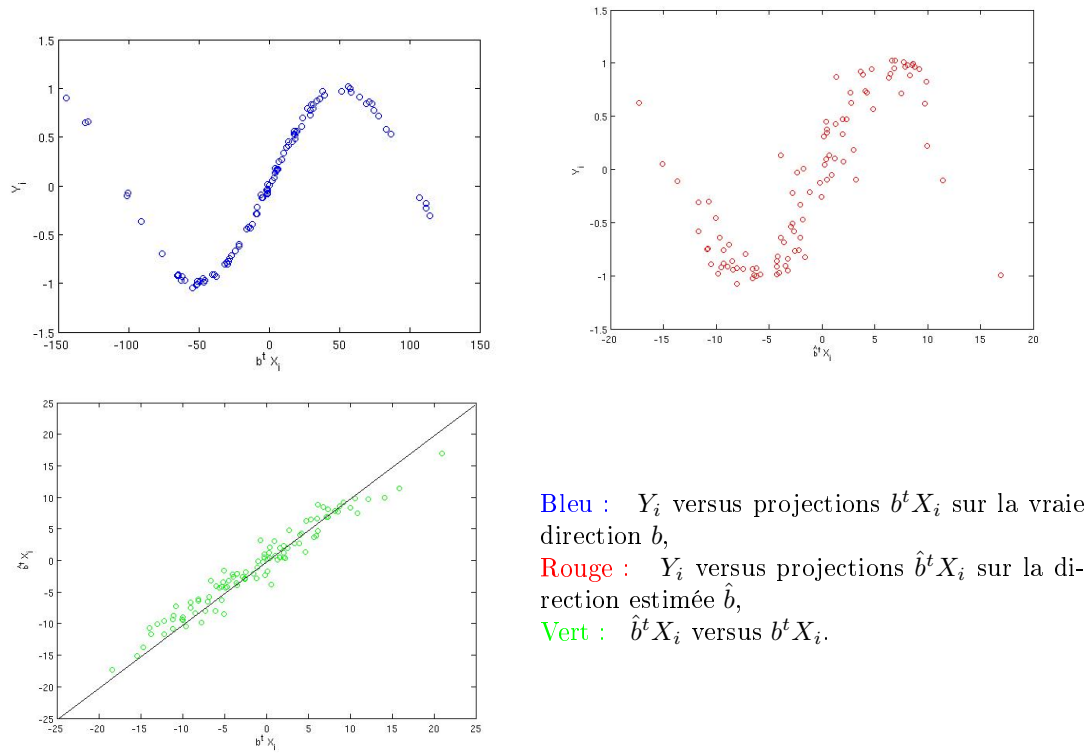 1.5
1
0.5
0
-0.5
-1
-1.5
Y_i
-150 -100 -50 0 50 100 150
b^t X_i
1.5
1
0.5
0
-0.5
-1
-1.5
Y_i
-20 -15 -10 -5 0 5 10 15 20
b̂^t X_i
25
20
15
10
5
0
-5
-10
-15
-20
-25
b̂^t X_i
-25 -20 -15 -10 -5 0 5 10 15 20 25
b^t X_i
Bleu : Y_i versus projections b^t X_i sur la vraie
direction b,
Rouge : Y_i versus projections b̂^t X_i sur la di-
rection estimée b̂,
Vert : b̂^t X_i versus b^t X_i.